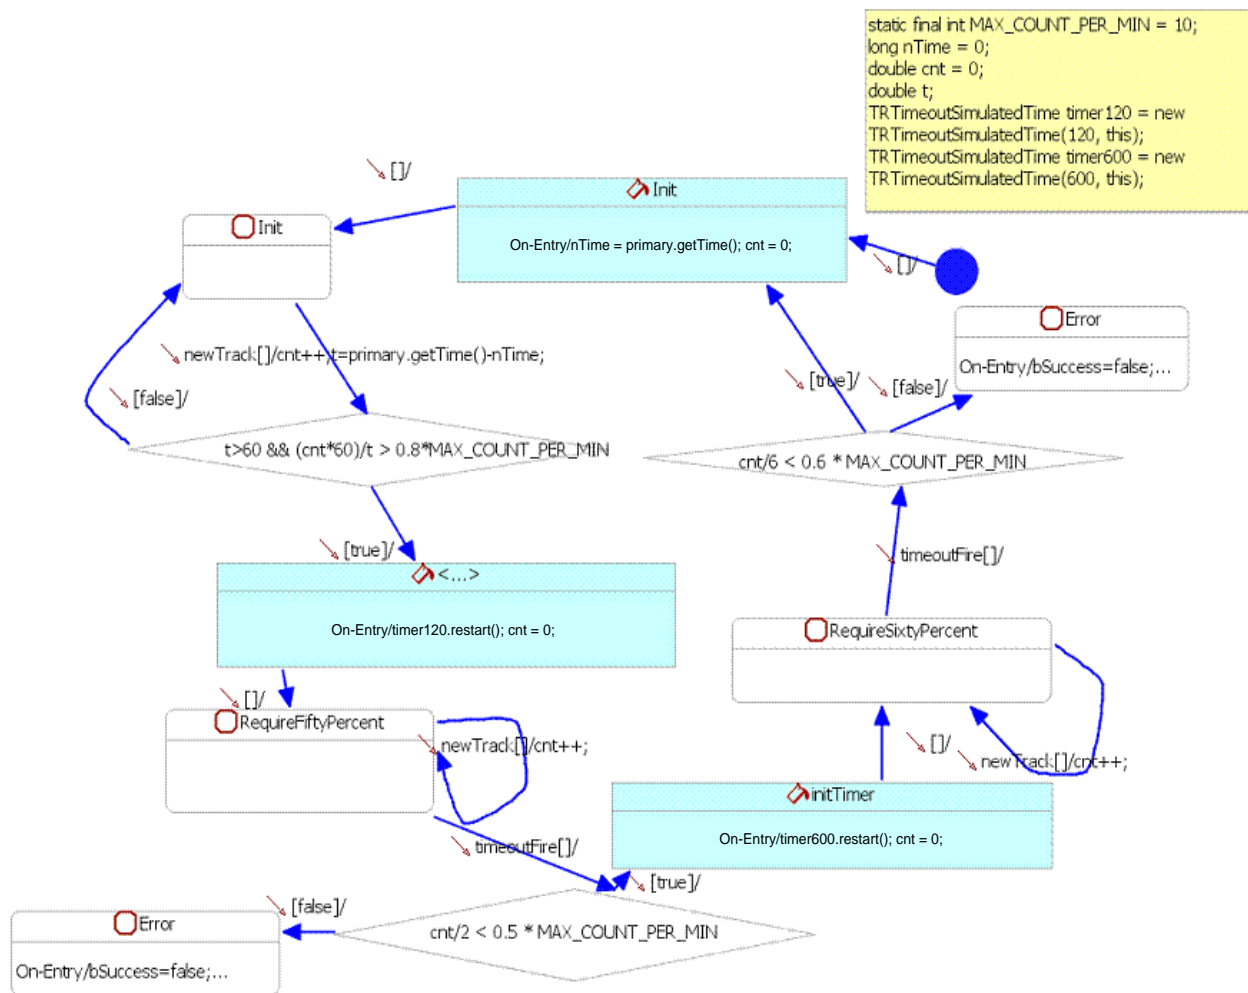 static final int MAX_COUNT_PER_MIN = 10;
long nTime = 0;
double cnt = 0;
double t;
TRTimeoutSimulatedTime timer120 = new
TRTimeoutSimulatedTime(120, this);
TRTimeoutSimulatedTime timer600 = new
TRTimeoutSimulatedTime(600, this);
[]/
Init
On-Entry/nTime = primary.getTime(); cnt = 0;
Init
[]/
Error
On-Entry/bSuccess=false;...
newTrack[]/cnt++,t=primary.getTime()-nTime;
[false]/
[true]/
[false]/
t>60 && (cnt*60)/t > 0.8*MAX_COUNT_PER_MIN
cnt/6 < 0.6 * MAX_COUNT_PER_MIN
[true]/
timeoutFire[]/
<...>
On-Entry/timer120.restart(); cnt = 0;
RequireSixtyPercent
[]/
RequireFiftyPercent
newTrack[]/cnt++;
[]/
newTrack[]/cnt++;
initTimer
On-Entry/timer600.restart(); cnt = 0;
timeoutFire[]/
[true]/
[false]/
Error
On-Entry/bSuccess=false;...
cnt/2 < 0.5 * MAX_COUNT_PER_MIN